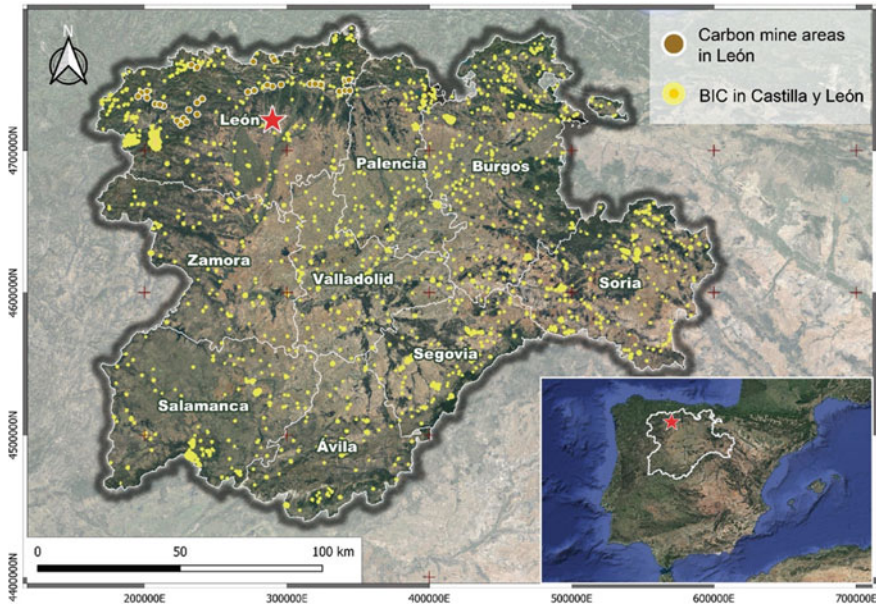 N
Carbon mine areas
in León
BIC in Castilla y León
León
Palencia
Burgos
Zamora
Valladolid
Soria
Segovia
Salamanca
Ávila
4700000N
4600000N
4500000N
4400000N
0 50 100 km
200000E 300000E 400000E 500000E 600000E 700000E